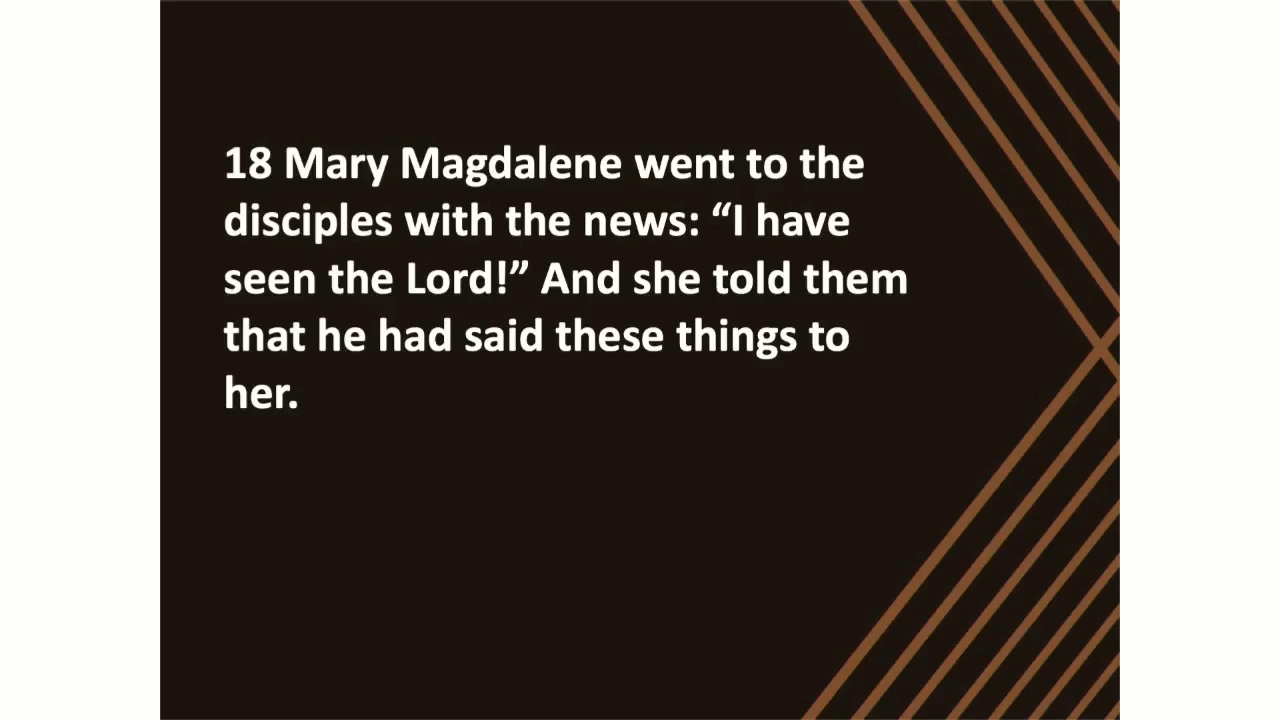 18 Mary Magdalene went to the
disciples with the news: “I have
seen the Lord!” And she told them
that he had said these things to
her.